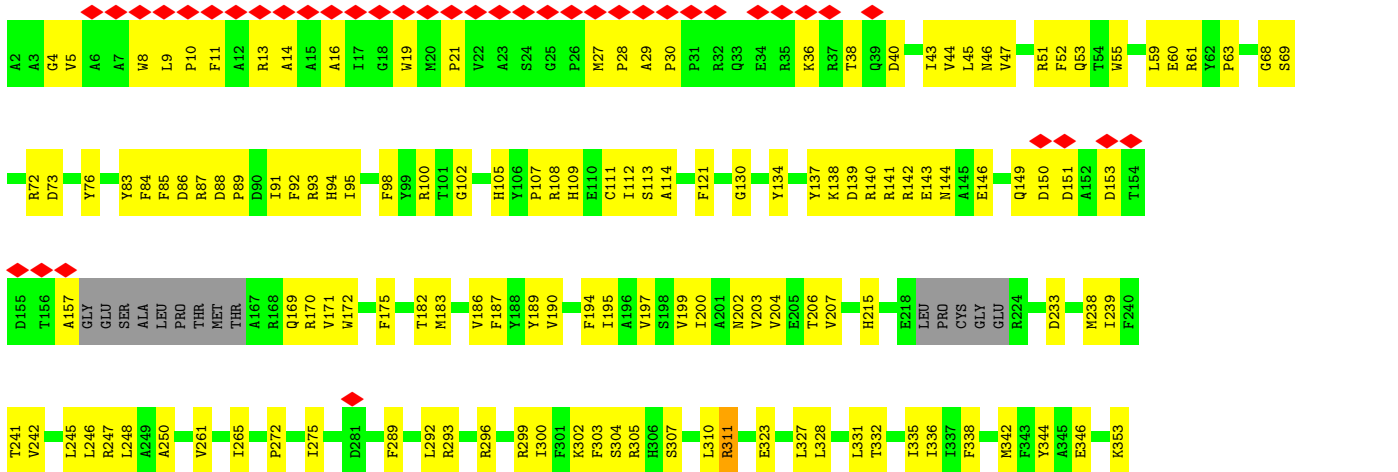 A2 A3 G4 V5 A6 A7 W8 L9 P10 F11 A12 R13 A14 A15 A16 I17 G18 W19 M20 P21 V22 A23 S24 G25 P26 M27 P28 A29 P30 P31 R32 Q33 E34 R35 K36 R37 T38 Q39 D40 I43 V44 L45 N46 V47 R51 F52 Q53 T54 W55 L59 E60 R61 Y62 P63 G68 S69
R72 D73 Y76 Y83 F84 F85 D86 R87 D88 P89 D90 I91 F92 R93 H94 I95 F98 Y99 R100 T101 G102 H105 Y106 P107 R108 H109 E110 C111 I112 S113 A114 F121 G130 Y134 Y137 K138 D139 R140 R141 R142 E143 N144 A145 E146 Q149 D150 D151 A152 D153 T154
D155 T156 A157 GLY GLU SER ALA LEU PRO THR MET THR A167 R168 Q169 R170 V171 W172 F175 T182 M183 V186 F187 Y188 Y189 V190 F194 I195 A196 V197 S198 V199 I200 A201 N202 V203 V204 E205 T206 V207 H215 E218 LEU PRO CYS GLY GLU R224 D233 M238 I239 F240
T241 V242 L245 L246 R247 L248 A249 A250 V261 I265 P272 I275 D281 F289 L292 R293 R296 R299 I300 F301 K302 F303 S304 R305 H306 S307 L310 R311 E323 L327 L328 L331 T332 I335 I336 I337 F338 M342 F343 Y344 A345 E346 K353